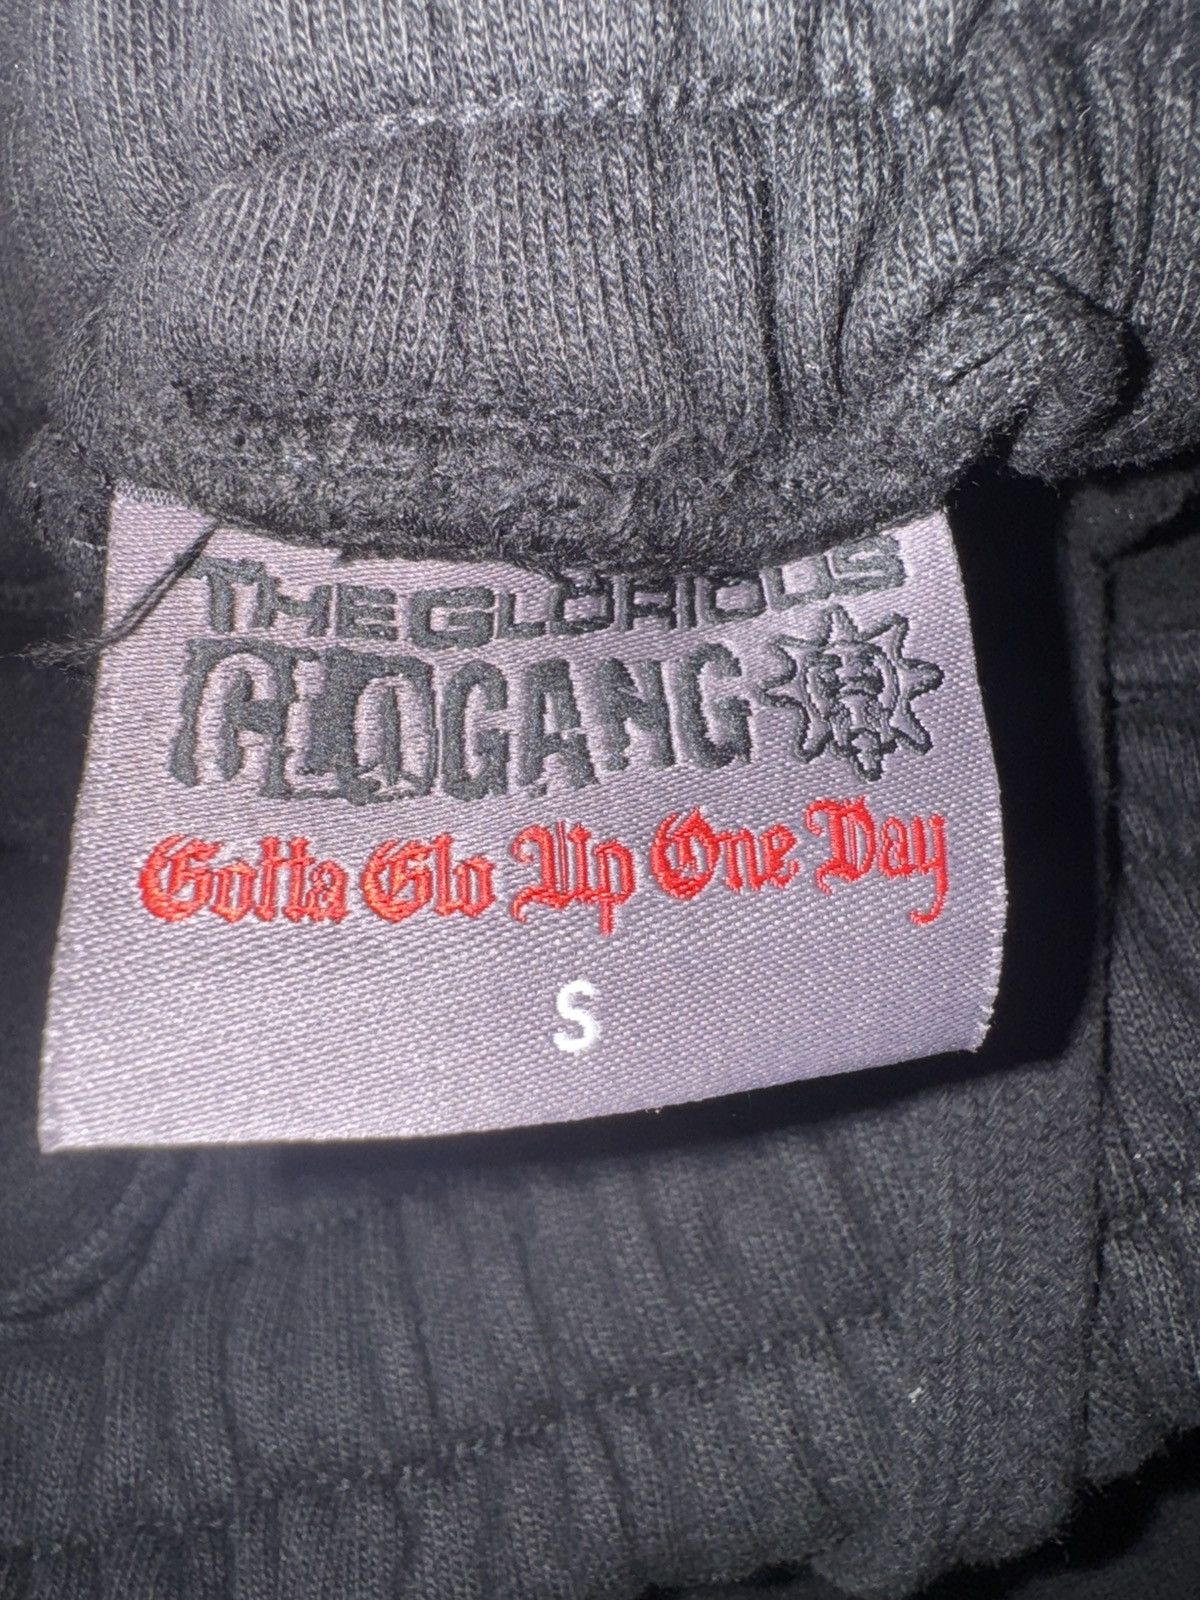 THE GLORIOUS
GLOGANG
Gotta Glo Up One Day
S